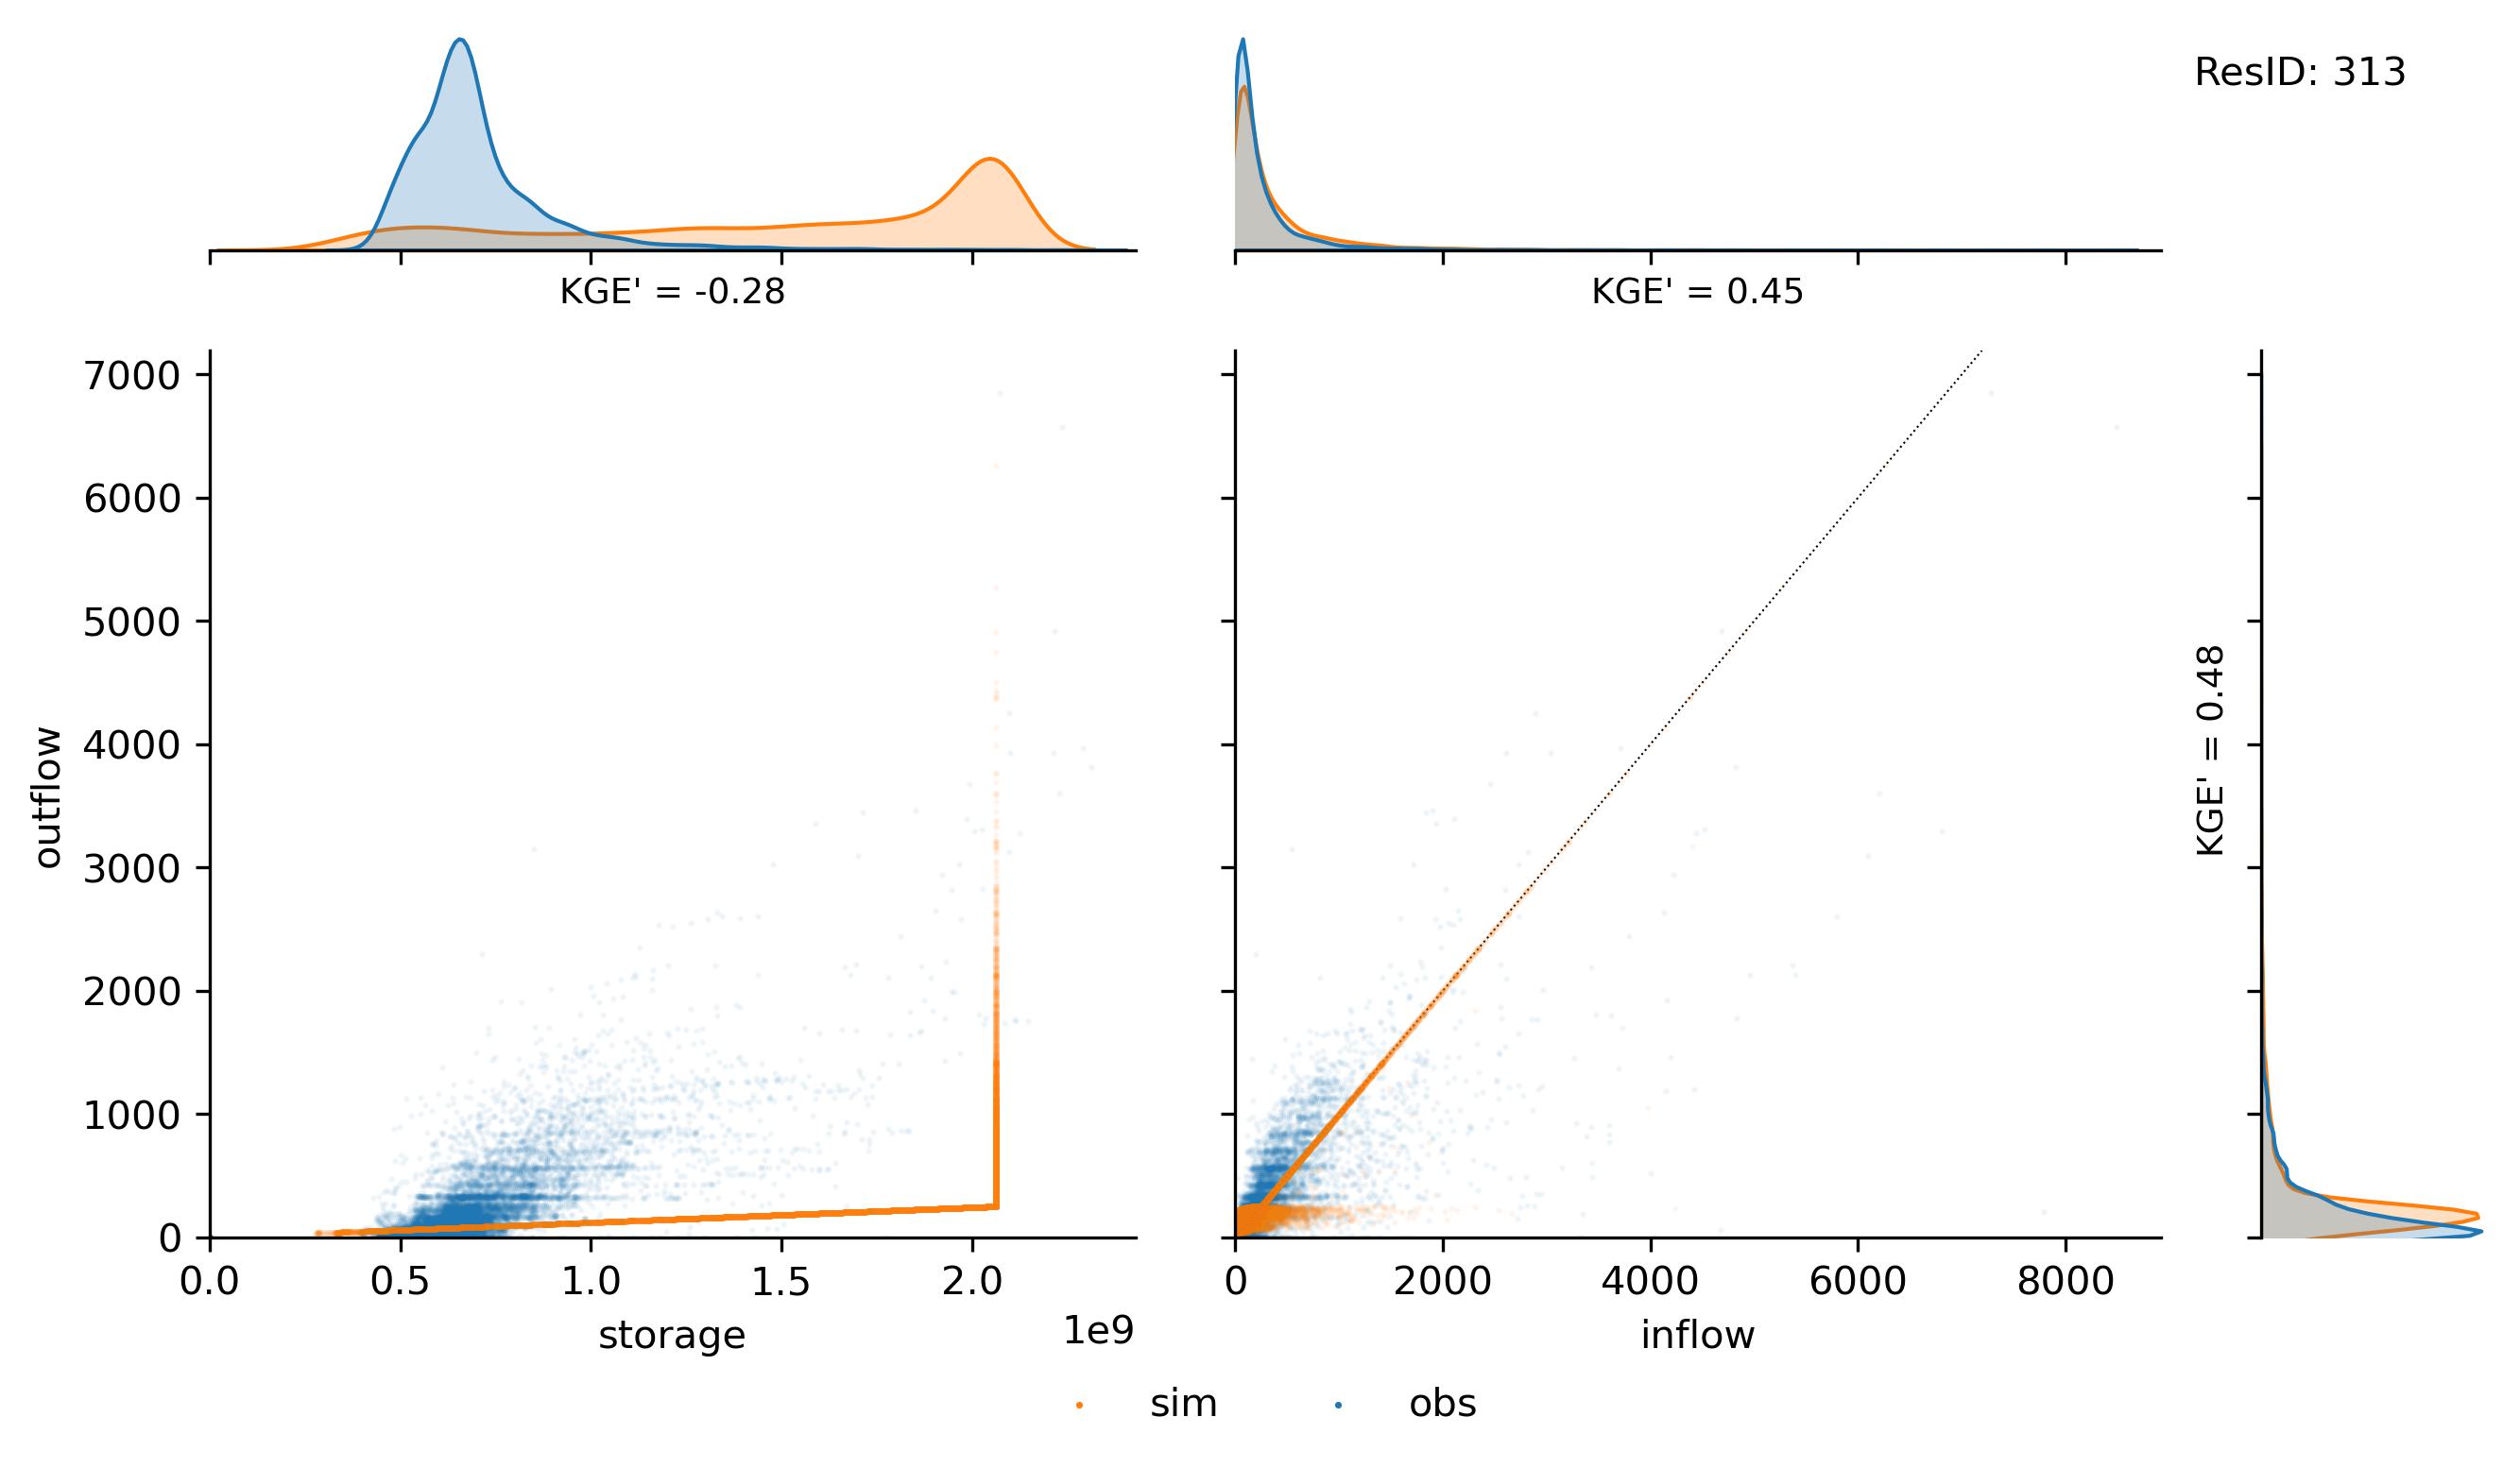 ResID: 313
KGE' = -0.28
KGE' = 0.45
7000
6000
5000
4000
3000
2000
1000
0
outflow
0.0 0.5 1.0 1.5 2.0
1e9
storage
0 2000 4000 6000 8000
inflow
KGE' = 0.48
sim obs